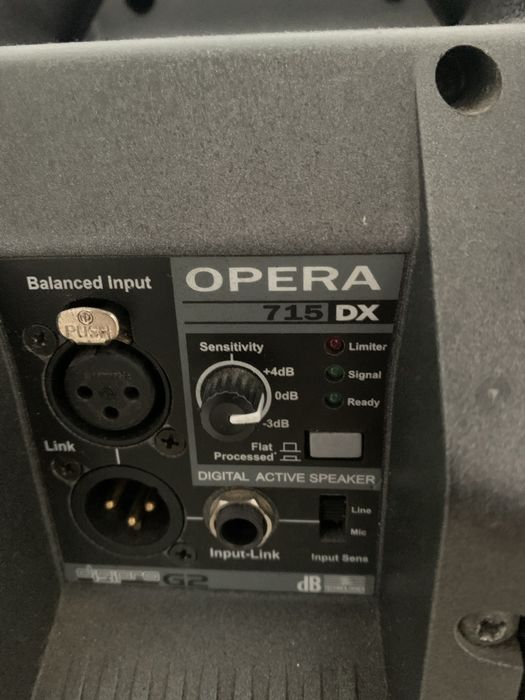 Balanced Input
OPERA
715 DX
PUSH
Sensitivity
Limiter
+4dB
Signal
0dB
Ready
-3dB
Link
Flat
Processed*
DIGITAL ACTIVE SPEAKER
Line
Mic
Input-Link
Input Sens
digipro G2
dB